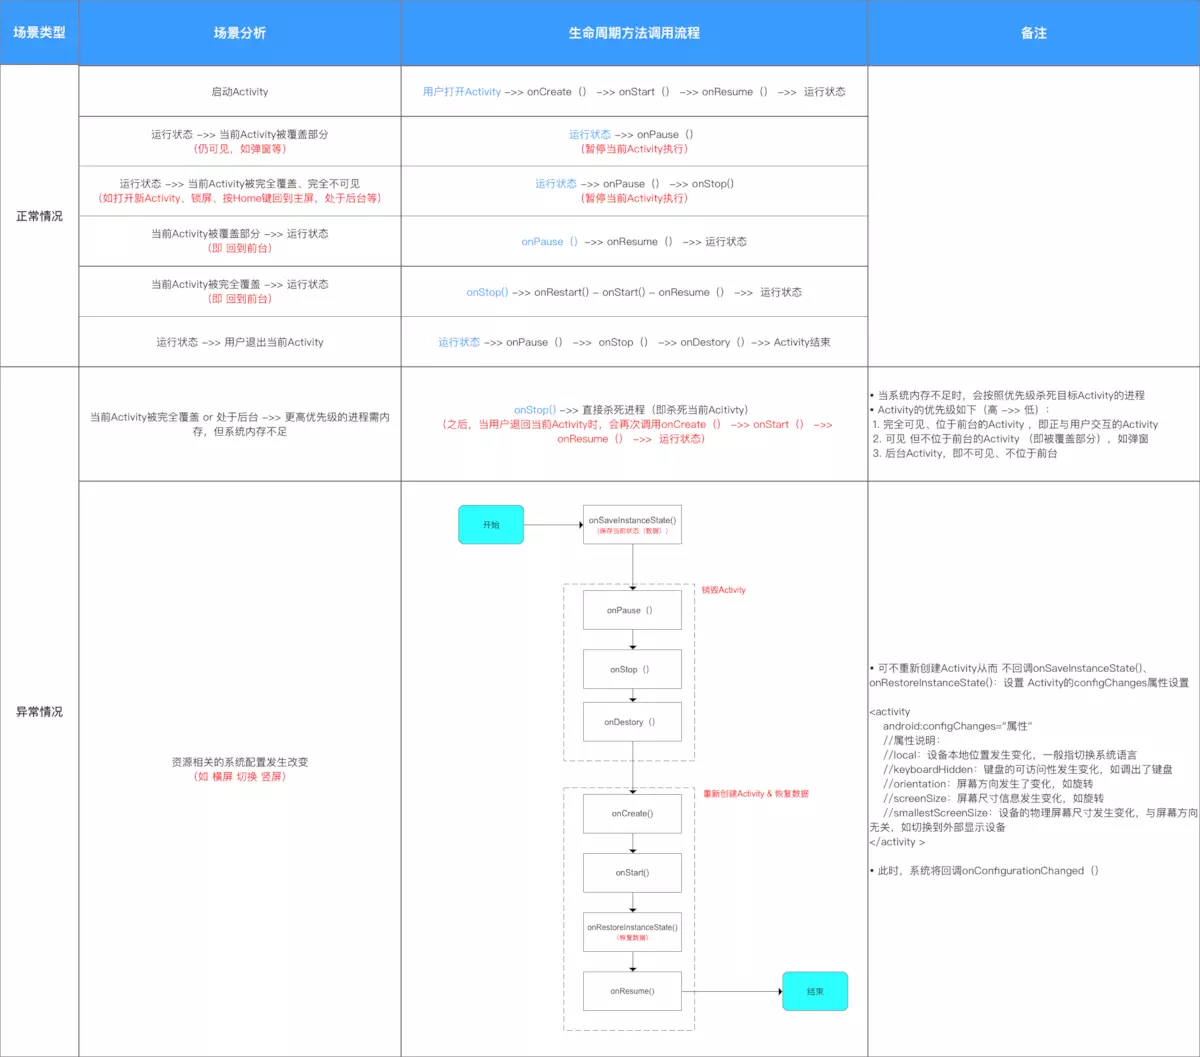 场景类型
场景分析
生命周期方法调用流程
备注
正常情况
启动Activity
用户打开Activity –>> onCreate（） –>> onStart（） –>> onResume（） –>> 运行状态
运行状态 –>> 当前Activity被覆盖部分
（仍可见，如弹窗等）
运行状态 –>> onPause（）
（暂停当前Activity执行）
运行状态 –>> 当前Activity被完全覆盖、完全不可见
（如打开新Activity、锁屏、按Home键回到主屏，处于后台等）
运行状态 –>> onPause（） –>> onStop()
（暂停当前Activity执行）
当前Activity被覆盖部分 –>> 运行状态
（即 回到前台）
onPause（） –>> onResume（） –>> 运行状态
当前Activity被完全覆盖 –>> 运行状态
（即 回到前台）
onStop() –>> onRestart() – onStart() – onResume（） –>> 运行状态
运行状态 –>> 用户退出当前Activity
运行状态 –>> onPause（） –>> onStop（） –>> onDestory（）–>> Activity结束
异常情况
当前Activity被完全覆盖 or 处于后台 –>> 更高优先级的进程需内
存，但系统内存不足
onStop() –>> 直接杀死进程（即杀死当前Acitivty）
（之后，当用户退回当前Activity时，会再次调用onCreate（） –>> onStart（） –>>
onResume（） –>> 运行状态）
• 当系统内存不足时，会按照优先级杀死目标Activity的进程
• Activity的优先级如下（高 –>> 低）：
1. 完全可见、位于前台的Activity ，即正与用户交互的Activity
2. 可见 但不位于前台的Activity （即被覆盖部分），如弹窗
3. 后台Activity，即不可见、不位于前台
资源相关的系统配置发生改变
（如 横屏 切换 竖屏）
开始
onSaveInstanceState()
（保存当前状态（数据））
销毁Activity
onPause（）
onStop（）
onDestory（）
重新创建Activity & 恢复数据
onCreate()
onStart()
onRestoreInstanceState()
（恢复数据）
onResume()
结束
• 可不重新创建Activity从而 不回调onSaveInstanceState()、
onRestoreInstanceState()：设置 Activity的configChanges属性设置
<activity
android:configChanges="属性"
//属性说明：
//local：设备本地位置发生变化，一般指切换系统语言
//keyboardHidden：键盘的可访问性发生变化，如调出了键盘
//orientation：屏幕方向发生了变化，如旋转
//screenSize：屏幕尺寸信息发生变化，如旋转
//smallestScreenSize：设备的物理屏幕尺寸发生变化，与屏幕方向
无关，如切换到外部显示设备
</activity >
• 此时，系统将回调onConfigurationChanged（）